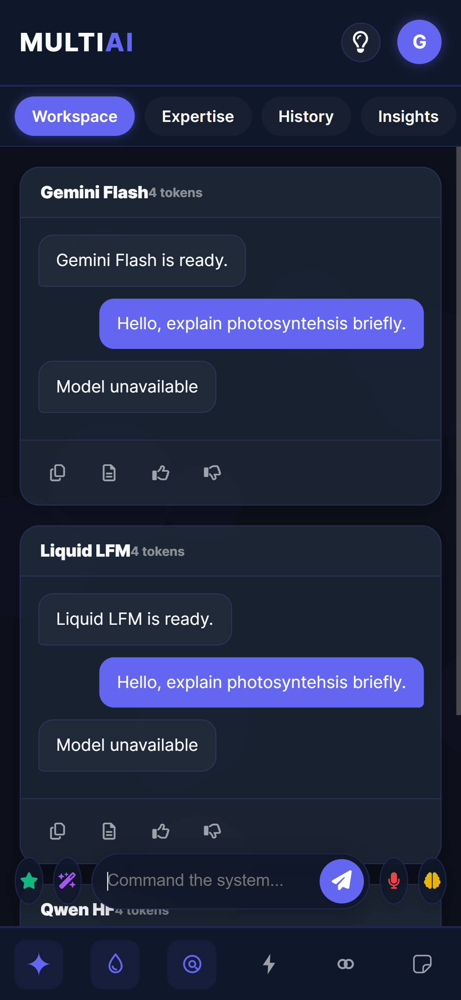 MULTIAI
G
Workspace
Expertise
History
Insights
Gemini Flash4 tokens
Gemini Flash is ready.
Hello, explain photosyntehsis briefly.
Model unavailable
Liquid LFM4 tokens
Liquid LFM is ready.
Hello, explain photosyntehsis briefly.
Model unavailable
Command the system...
Qwen HF4 tokens